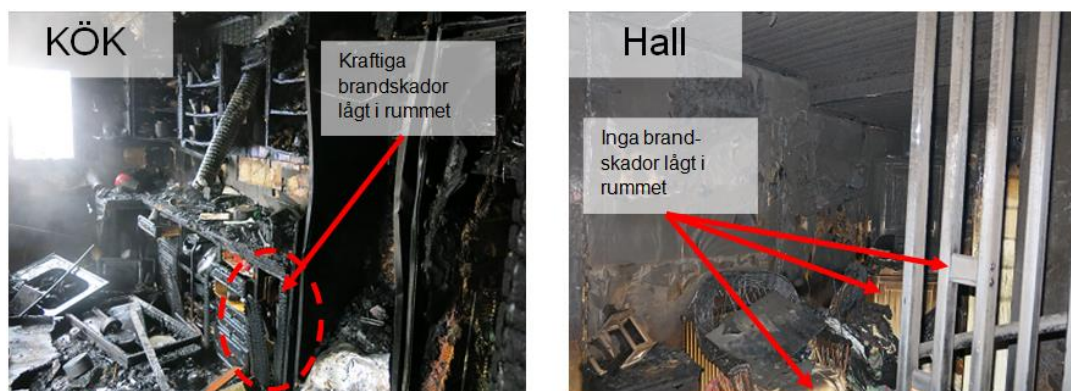 KÖK
Kraftiga
brandskador
lågt i rummet
Hall
Inga brand-
skador lågt i
rummet